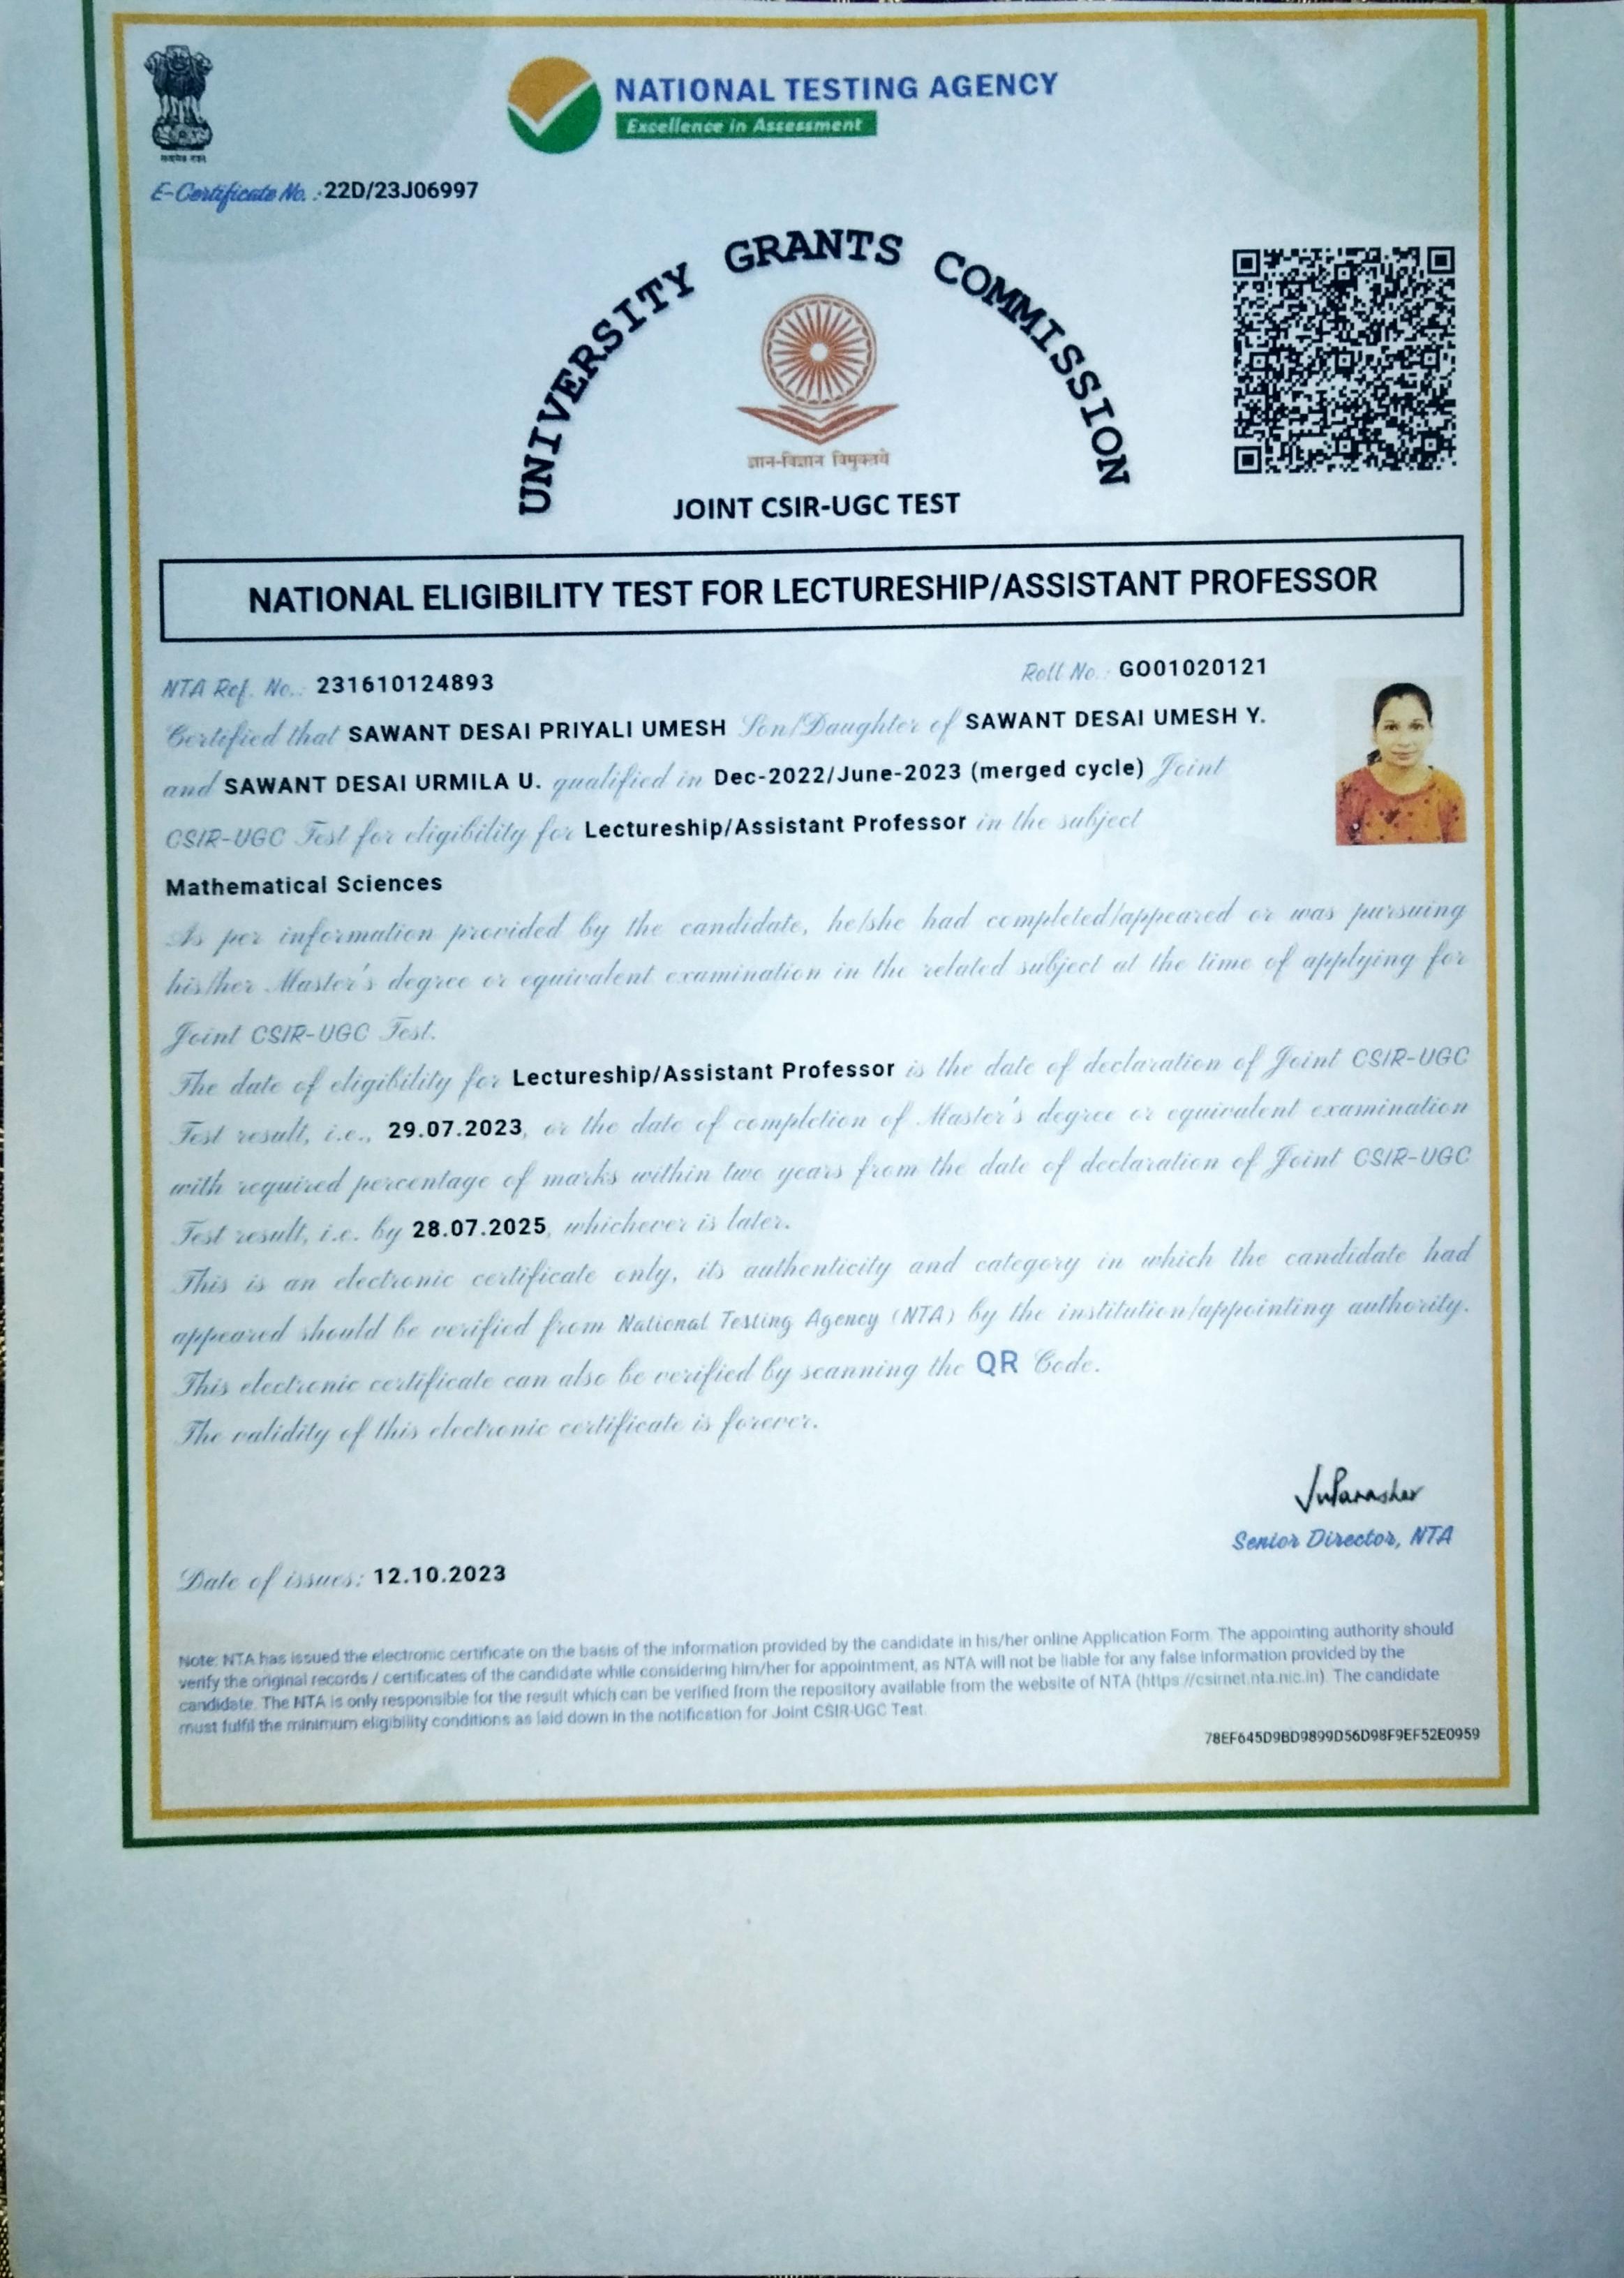 NATIONAL TESTING AGENCY
Excellence in Assessment
सत्यमेव जयते
E-Certificate No. :22D/23J06997
UNIVERSITY GRANTS COMMISSION
ज्ञान-विज्ञान विमुक्तये
JOINT CSIR-UGC TEST
NATIONAL ELIGIBILITY TEST FOR LECTURESHIP/ASSISTANT PROFESSOR
NTA Ref. No.: 231610124893
Roll No.: GO01020121
Certified that SAWANT DESAI PRIYALI UMESH Son/Daughter of SAWANT DESAI UMESH Y.
and SAWANT DESAI URMILA U. qualified in Dec-2022/June-2023 (merged cycle) Joint
CSIR-UGC Test for eligibility for Lectureship/Assistant Professor in the subject
Mathematical Sciences
As per information provided by the candidate, he/she had completed/appeared or was pursuing
his/her Master's degree or equivalent examination in the related subject at the time of applying for
Joint CSIR-UGC Test.
The date of eligibility for Lectureship/Assistant Professor is the date of declaration of Joint CSIR-UGC
Test result, i.e., 29.07.2023, or the date of completion of Master's degree or equivalent examination
with required percentage of marks within two years from the date of declaration of Joint CSIR-UGC
Test result, i.e. by 28.07.2025, whichever is later.
This is an electronic certificate only, its authenticity and category in which the candidate had
appeared should be verified from National Testing Agency (NTA) by the institution/appointing authority.
This electronic certificate can also be verified by scanning the QR Code.
The validity of this electronic certificate is forever.
Senior Director, NTA
Date of issues: 12.10.2023
Note: NTA has issued the electronic certificate on the basis of the information provided by the candidate in his/her online Application Form. The appointing authority should
verify the original records / certificates of the candidate while considering him/her for appointment, as NTA will not be liable for any false information provided by the
candidate. The NTA is only responsible for the result which can be verified from the repository available from the website of NTA (https://csirnet.nta.nic.in). The candidate
must fulfil the minimum eligibility conditions as laid down in the notification for Joint CSIR-UGC Test.
78EF645D9BD9899D56D98F9EF52E0959